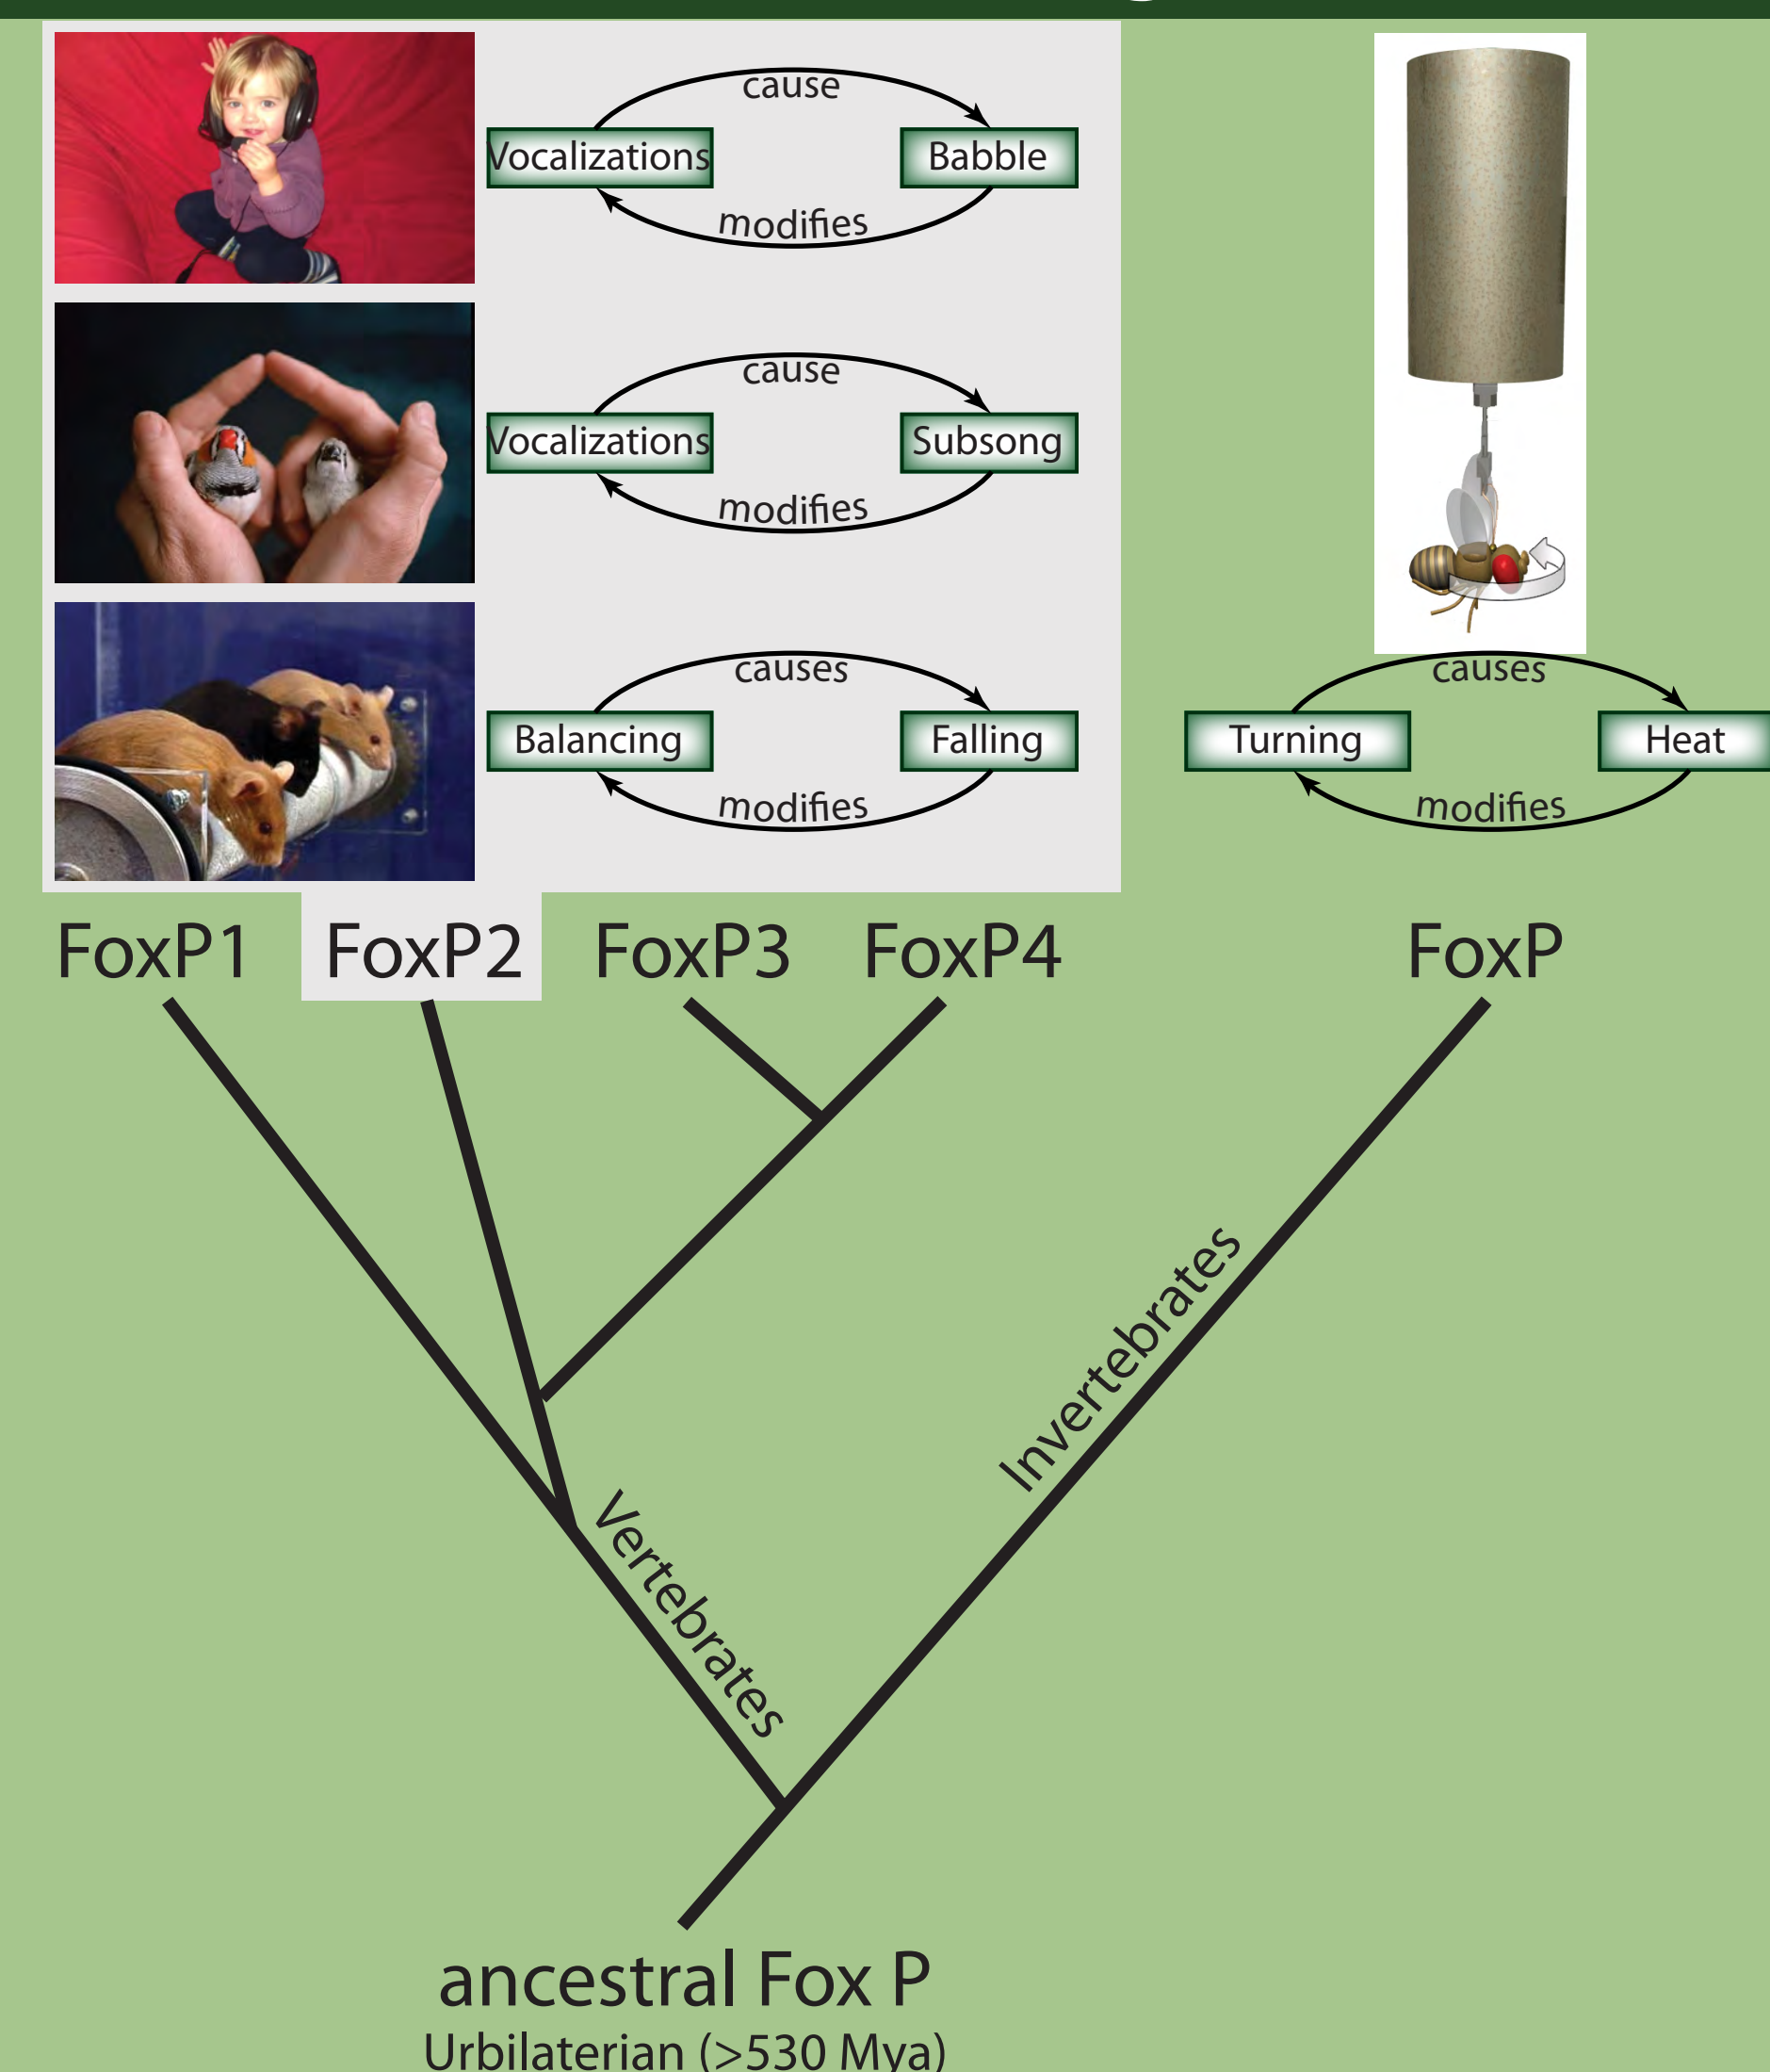 cause
Vocalizations
Babble
modifies
cause
Vocalizations
Subsong
modifies
causes
Balancing
Falling
modifies
causes
Turning
Heat
modifies
FoxP1
FoxP2
FoxP3
FoxP4
FoxP
Invertebrates
Vertebrates
ancestral Fox P
Urbilaterian (>530 Mya)